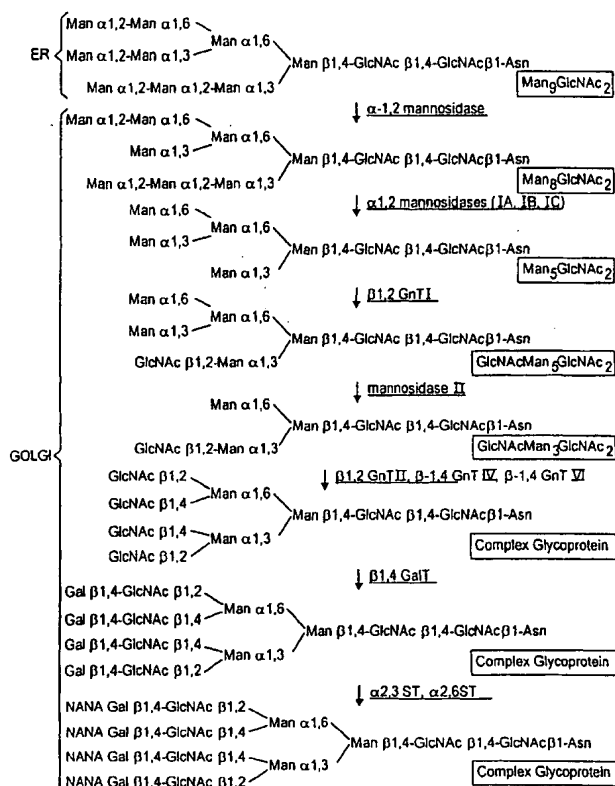 ER
Man α1,2-Man α1,6
Man α1,6
Man α1,2-Man α1,3
Man β1,4-GlcNAc β1,4-GlcNAcβ1-Asn
Man α1,2-Man α1,2-Man α1,3
Man9GlcNAc2
α-1,2 mannosidase
GOLGI
Man α1,2-Man α1,6
Man α1,6
Man α1,3
Man β1,4-GlcNAc β1,4-GlcNAcβ1-Asn
Man α1,2-Man α1,2-Man α1,3
Man8GlcNAc2
α1,2 mannosidases (IA, IB, IC)
Man α1,6
Man α1,6
Man α1,3
Man β1,4-GlcNAc β1,4-GlcNAcβ1-Asn
Man α1,3
Man5GlcNAc2
β1,2 GnT I
Man α1,6
Man α1,6
Man α1,3
Man β1,4-GlcNAc β1,4-GlcNAcβ1-Asn
GlcNAc β1,2-Man α1,3
GlcNAcMan5GlcNAc2
mannosidase II
Man α1,6
Man β1,4-GlcNAc β1,4-GlcNAcβ1-Asn
GlcNAc β1,2-Man α1,3
GlcNAcMan3GlcNAc2
β1,2 GnT II, β-1,4 GnT IV, β-1,4 GnT VI
GlcNAc β1,2
Man α1,6
GlcNAc β1,4
Man β1,4-GlcNAc β1,4-GlcNAcβ1-Asn
GlcNAc β1,4
Man α1,3
GlcNAc β1,2
Complex Glycoprotein
β1,4 GalT
Gal β1,4-GlcNAc β1,2
Man α1,6
Gal β1,4-GlcNAc β1,4
Man β1,4-GlcNAc β1,4-GlcNAcβ1-Asn
Gal β1,4-GlcNAc β1,4
Man α1,3
Gal β1,4-GlcNAc β1,2
Complex Glycoprotein
α2,3 ST, α2,6ST
NANA Gal β1,4-GlcNAc β1,2
Man α1,6
NANA Gal β1,4-GlcNAc β1,4
Man β1,4-GlcNAc β1,4-GlcNAcβ1-Asn
NANA Gal β1,4-GlcNAc β1,4
Man α1,3
NANA Gal β1,4-GlcNAc β1,2
Complex Glycoprotein